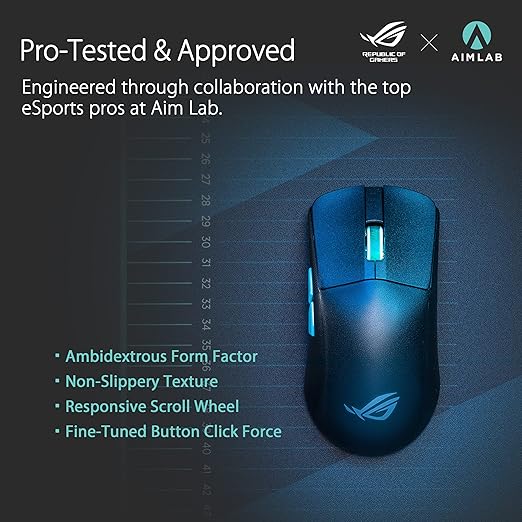 Pro-Tested & Approved
REPUBLIC OF
GAMERS
×
AIMLAB
Engineered through collaboration with the top
eSports pros at Aim Lab.
25
26
27
28
29
30
31
32
33
34
35
36
• Ambidextrous Form Factor
• Non-Slippery Texture
• Responsive Scroll Wheel
• Fine-Tuned Button Click Force
41
42